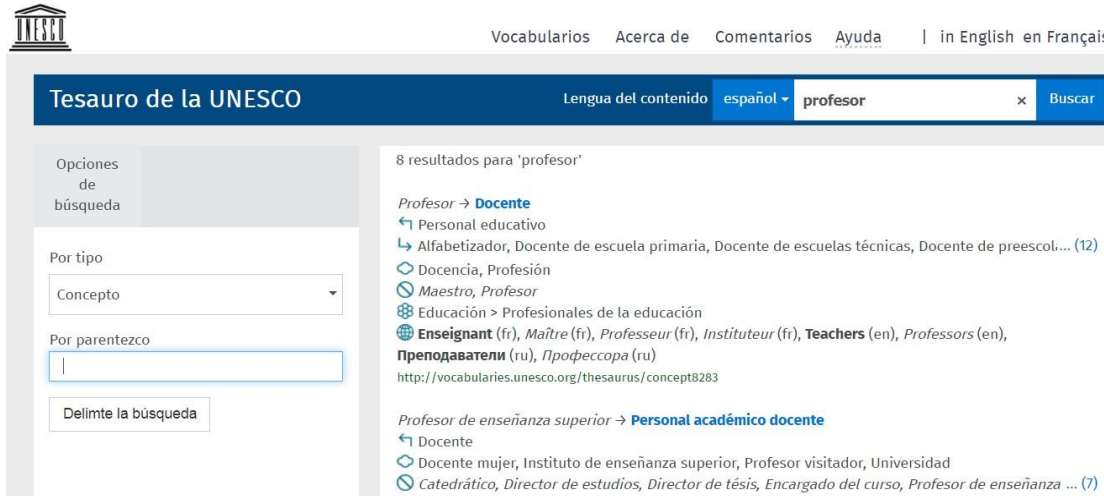 UNESCO
Vocabularios Acerca de Comentarios Ayuda | in English en Français
Tesauro de la UNESCO
Lengua del contenido español profesor × Buscar
Opciones
de
búsqueda
Por tipo
Concepto
Por parentezco
Delimte la búsqueda
8 resultados para 'profesor'
Profesor → Docente
Personal educativo
Alfabetizador, Docente de escuela primaria, Docente de escuelas técnicas, Docente de preescol... (12)
Docencia, Profesión
Maestro, Profesor
Educación > Profesionales de la educación
Enseignant (fr), Maître (fr), Professeur (fr), Instituteur (fr), Teachers (en), Professors (en),
Преподаватели (ru), Профессора (ru)
http://vocabularies.unesco.org/thesaurus/concept8283
Profesor de enseñanza superior → Personal académico docente
Docente
Docente mujer, Instituto de enseñanza superior, Profesor visitador, Universidad
Catedrático, Director de estudios, Director de tésis, Encargado del curso, Profesor de enseñanza ... (7)